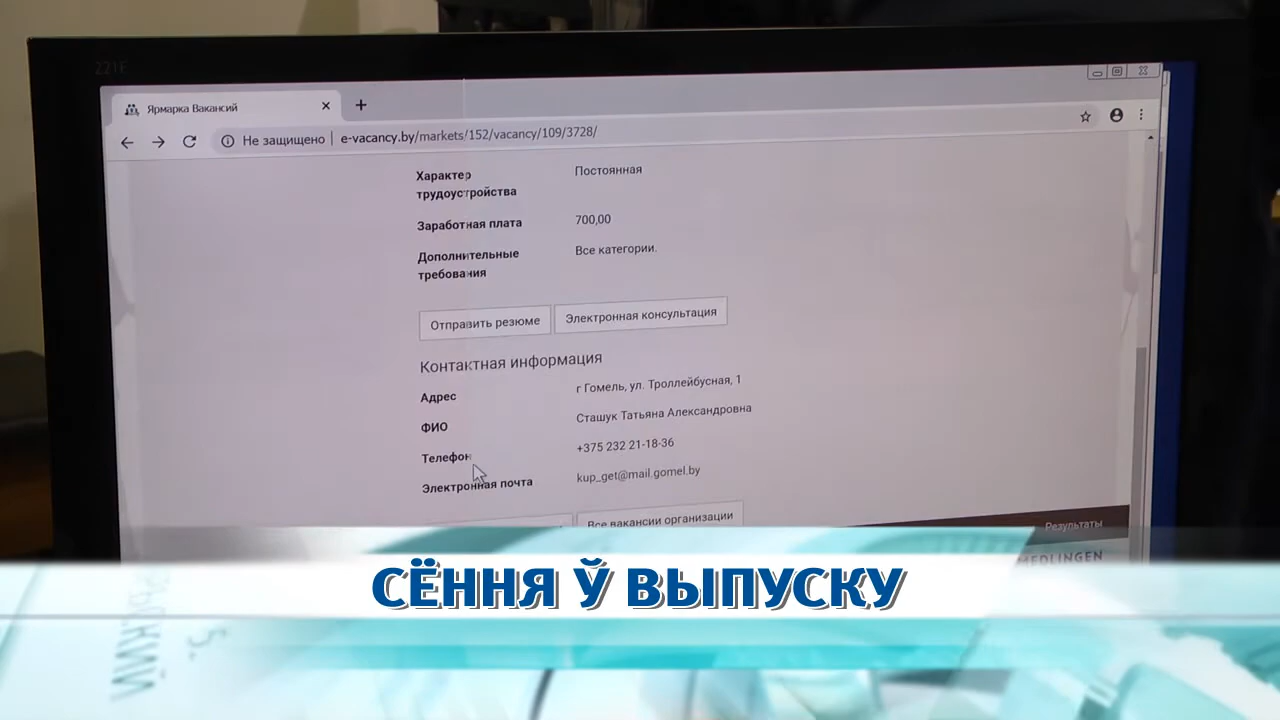 221E
Ярмарка Вакансий
Не защищено | e-vacancy.by/markets/152/vacancy/109/3728/
Характер трудоустройства
Постоянная
Заработная плата
700,00
Дополнительные требования
Все категории.
Отправить резюме
Электронная консультация
Контактная информация
Адрес
г Гомель, ул. Троллейбусная, 1
ФИО
Сташук Татьяна Александровна
Телефон
+375 232 21-18-36
Электронная почта
kup_get@mail.gomel.by
Все вакансии организации
Результаты
СЁННЯ Ў ВЫПУСКУ